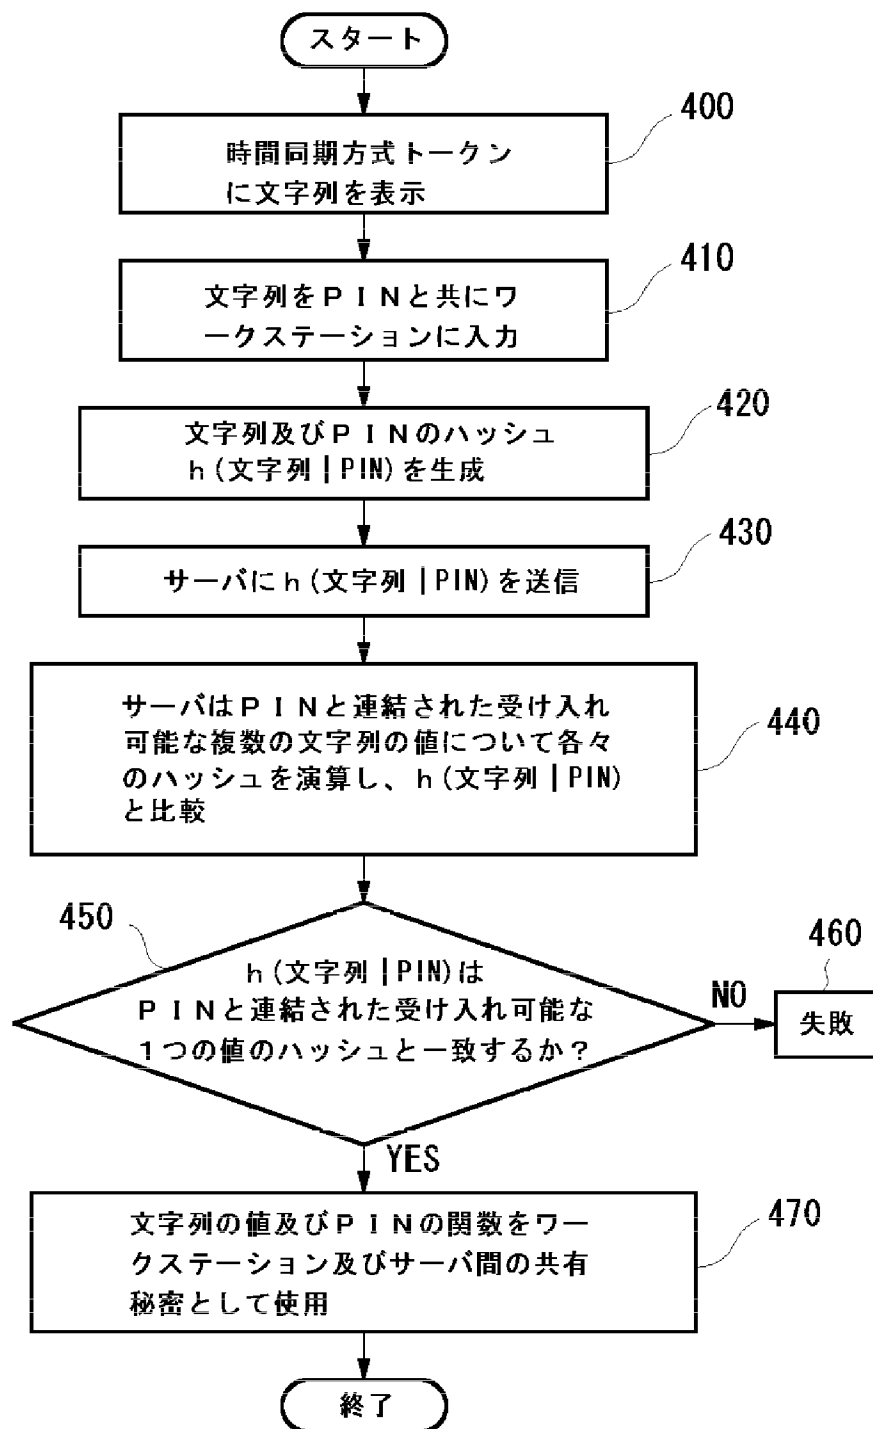 スタート
400
時間同期方式トークン
に文字列を表示
410
文字列をＰＩＮと共にワ
ークステーションに入力
420
文字列及びＰＩＮのハッシュ
ｈ(文字列|PIN)を生成
430
サーバにｈ(文字列|PIN)を送信
440
サーバはＰＩＮと連結された受け入れ
可能な複数の文字列の値について各々
のハッシュを演算し、ｈ(文字列|PIN)
と比較
450
ｈ(文字列|PIN)は
ＰＩＮと連結された受け入れ可能な
１つの値のハッシュと一致するか？
NO
460
失敗
YES
470
文字列の値及びＰＩＮの関数をワー
クステーション及びサーバ間の共有
秘密として使用
終了